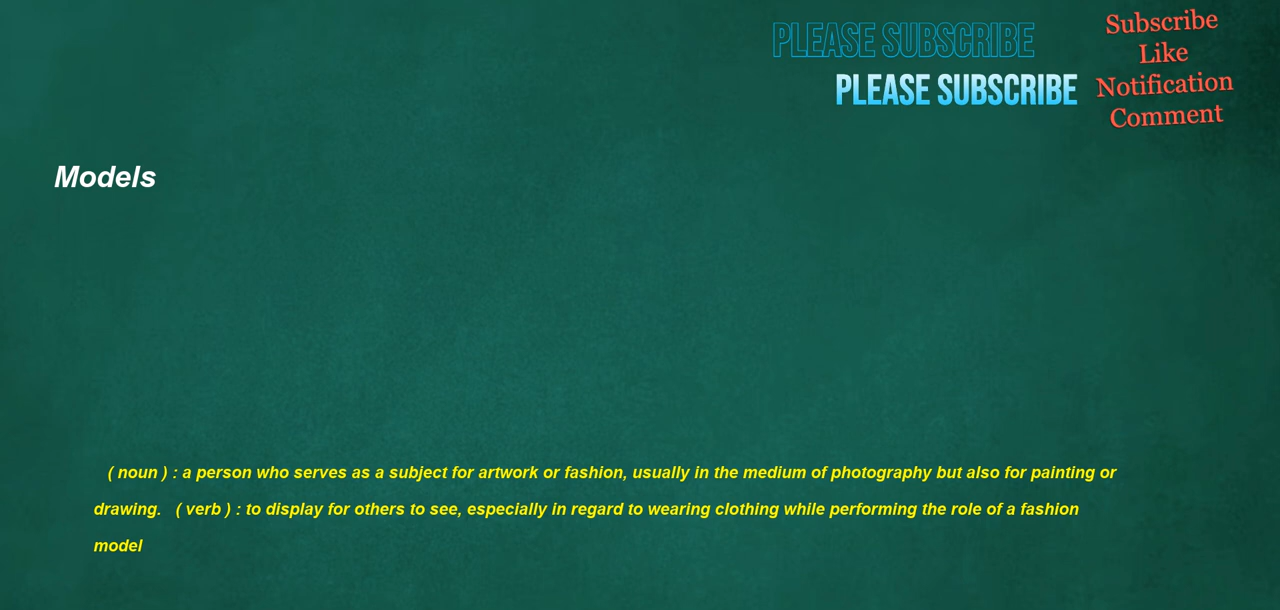 PLEASE SUBSCRIBE
PLEASE SUBSCRIBE
Subscribe
Like
Notification
Comment
Models
( noun ) : a person who serves as a subject for artwork or fashion, usually in the medium of photography but also for painting or
drawing. ( verb ) : to display for others to see, especially in regard to wearing clothing while performing the role of a fashion
model